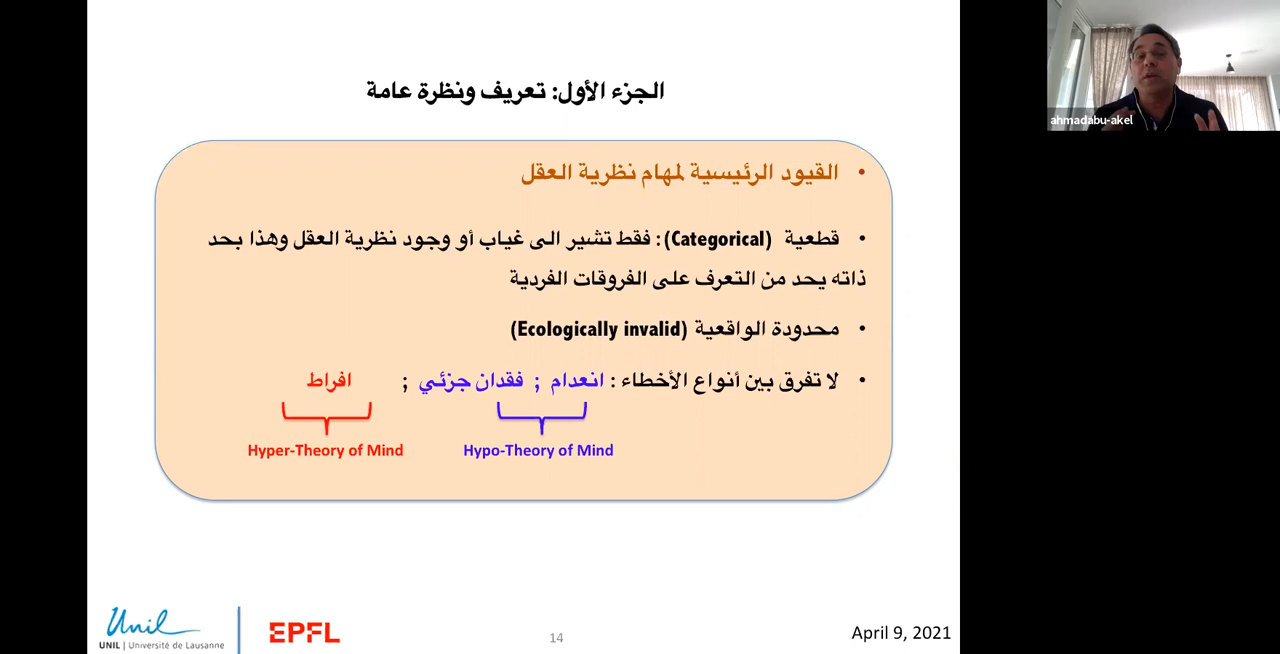 الجزء الأول: تعريف ونظرة عامة
ahmadabu-akel
• القيود الرئيسية لمهام نظرية العقل
• قطعية (Categorical): فقط تشير الى غياب أو وجود نظرية العقل وهذا بحد
ذاته يحد من التعرف على الفروقات الفردية
• محدودة الواقعية (Ecologically invalid)
• لا تفرق بين أنواع الأخطاء : انعدام ; فقدان جزئي ; افراط
Hyper-Theory of Mind Hypo-Theory of Mind
Unil
UNIL | Université de Lausanne
EPFL
14
April 9, 2021